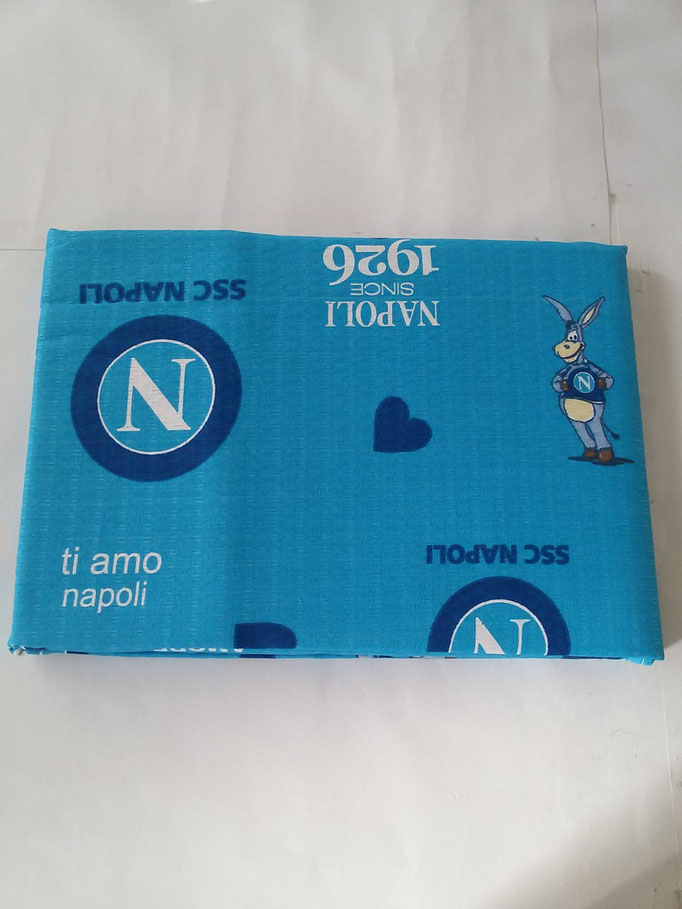 NAPOLI
SINCE
1926
SSC NAPOLI
N
N
ti amo
napoli
SSC NAPOLI
N